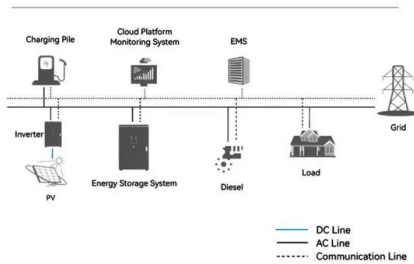 Charging Pile
Cloud Platform
Monitoring System
EMS
Grid
Inverter
PV
Energy Storage System
Diesel
Load
DC Line
AC Line
Communication Line